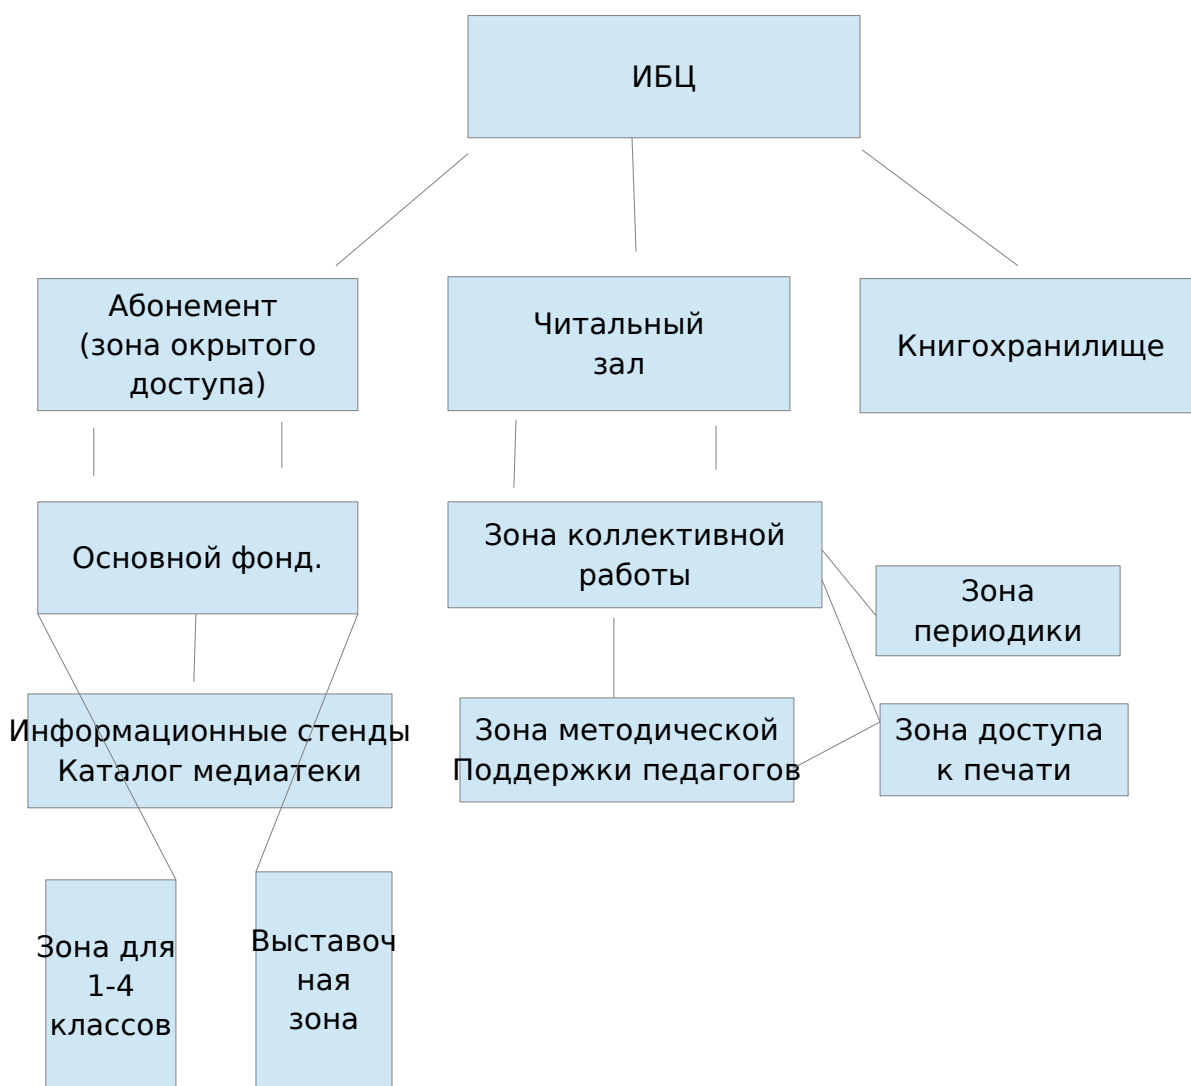 ИБЦ
Абонемент
(зона окрытого
доступа)
Читальный
зал
Книгохранилище
Основной фонд.
Зона коллективной
работы
Зона
периодики
Информационные стенды
Каталог медиатеки
Зона методической
Поддержки педагогов
Зона доступа
к печати
Зона для
1-4
классов
Выставоч
ная
зона